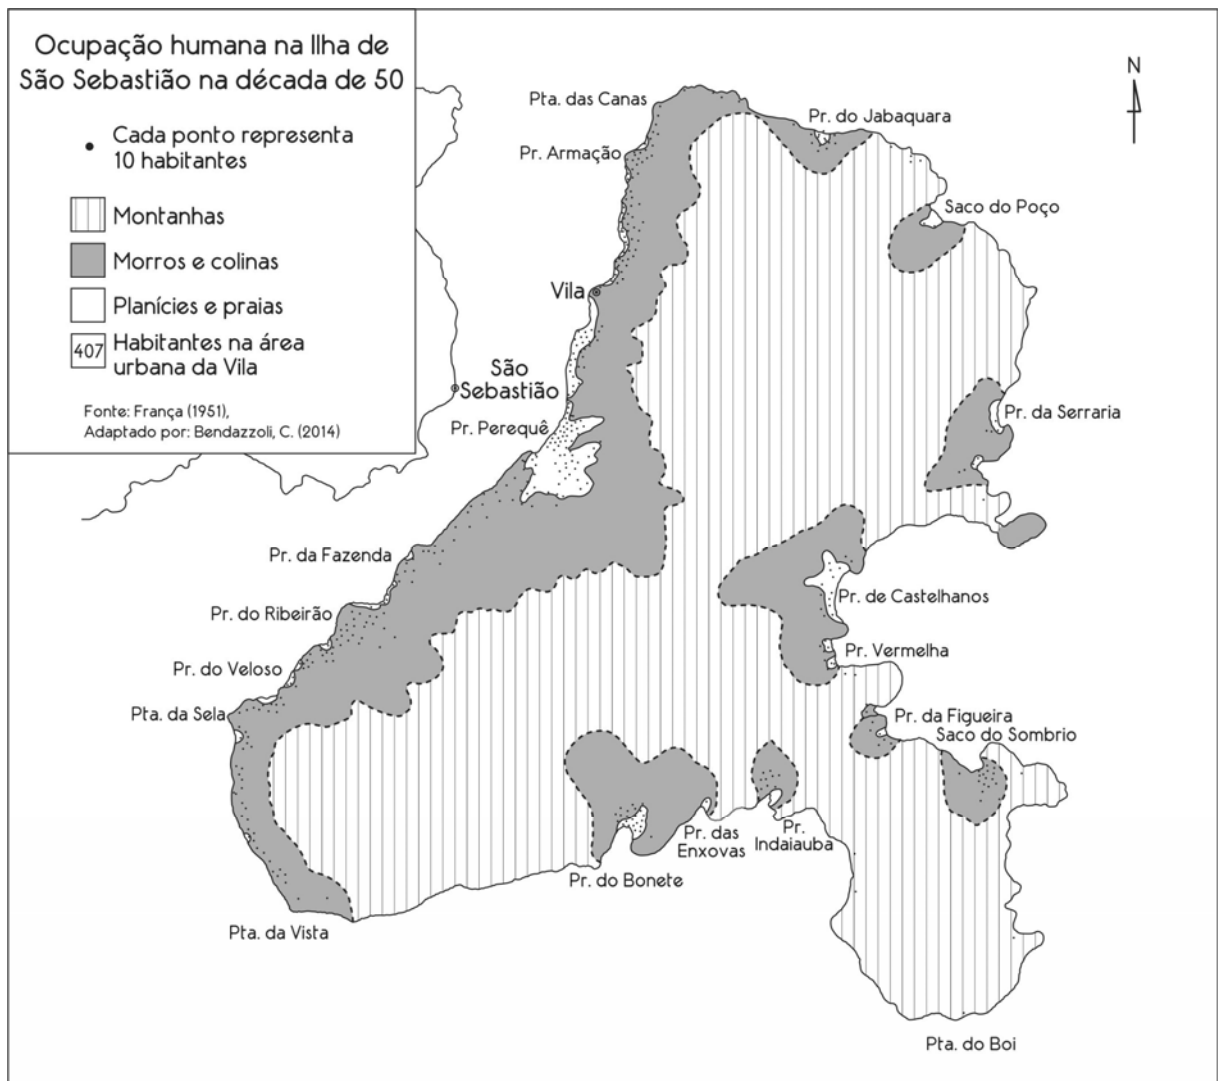 Ocupação humana na Ilha de
São Sebastião na década de 50
Cada ponto representa
10 habitantes
Montanhas
Morros e colinas
Planícies e praias
407
Habitantes na área
urbana da Vila
Fonte: França (1951),
Adaptado por: Bendazzoli, C. (2014)
N
Pta. das Canas
Pr. do Jabaquara
Pr. Armação
Saco do Poço
Vila
São
Sebastião
Pr. da Serraria
Pr. Perequê
Pr. da Fazenda
Pr. de Castelhanos
Pr. do Ribeirão
Pr. Vermelha
Pr. do Veloso
Pta. da Sela
Pr. da Figueira
Saco do Sombrio
Pr. das
Enxovas
Pr.
Indaiauba
Pr. do Bonete
Pta. da Vista
Pta. do Boi